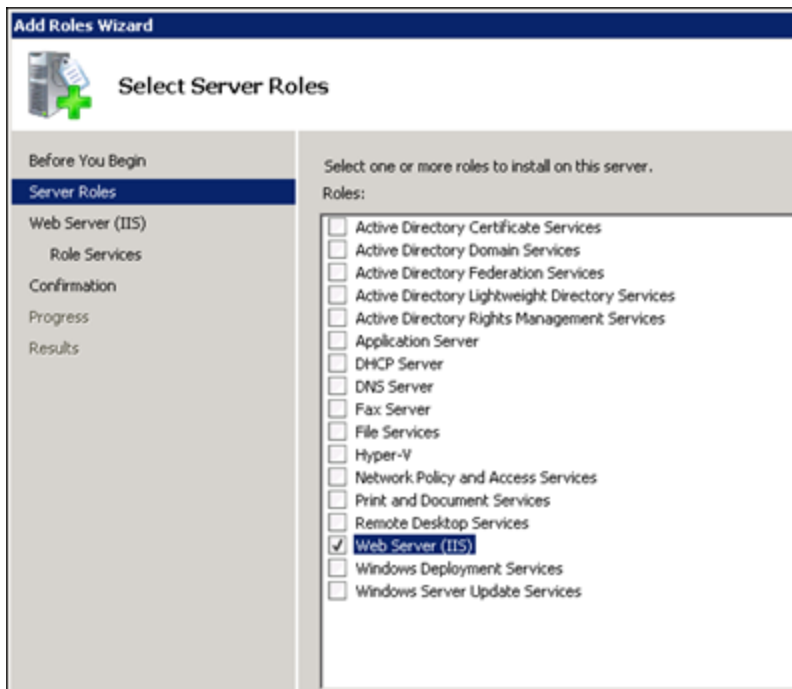 Add Roles Wizard
Select Server Roles
Before You Begin
Server Roles
Web Server (IIS)
Role Services
Confirmation
Progress
Results
Select one or more roles to install on this server.
Roles:
Active Directory Certificate Services
Active Directory Domain Services
Active Directory Federation Services
Active Directory Lightweight Directory Services
Active Directory Rights Management Services
Application Server
DHCP Server
DNS Server
Fax Server
File Services
Hyper-V
Network Policy and Access Services
Print and Document Services
Remote Desktop Services
Web Server (IIS)
Windows Deployment Services
Windows Server Update Services